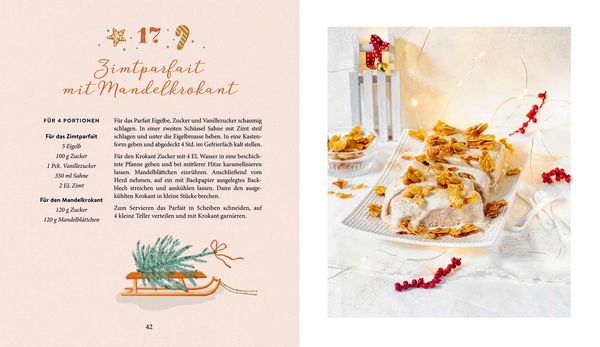 17
Zimtparfait
mit Mandelkrokant
FÜR 4 PORTIONEN
Für das Zimtparfait
5 Eigelb
100 g Zucker
1 Pck. Vanillezucker
350 ml Sahne
2 EL Zimt
Für den Mandelkrokant
120 g Zucker
120 g Mandelblättchen
Für das Parfait Eigelbe, Zucker und Vanillezucker schaumig
schlagen. In einer zweiten Schüssel Sahne mit Zimt steif
schlagen und unter die Eigelbmasse heben. In eine Kasten-
form geben und abgedeckt 4 Std. im Gefrierfach kalt stellen.
Für den Krokant Zucker mit 4 EL Wasser in eine beschich-
tete Pfanne geben und bei mittlerer Hitze karamellisieren
lassen. Mandelblättchen einrühren. Anschließend vom
Herd nehmen, auf ein mit Backpapier ausgelegtes Back-
blech streichen und auskühlen lassen. Dann den ausge-
kühlten Krokant in kleine Stücke brechen.
Zum Servieren das Parfait in Scheiben schneiden, auf
4 kleine Teller verteilen und mit Krokant garnieren.
42